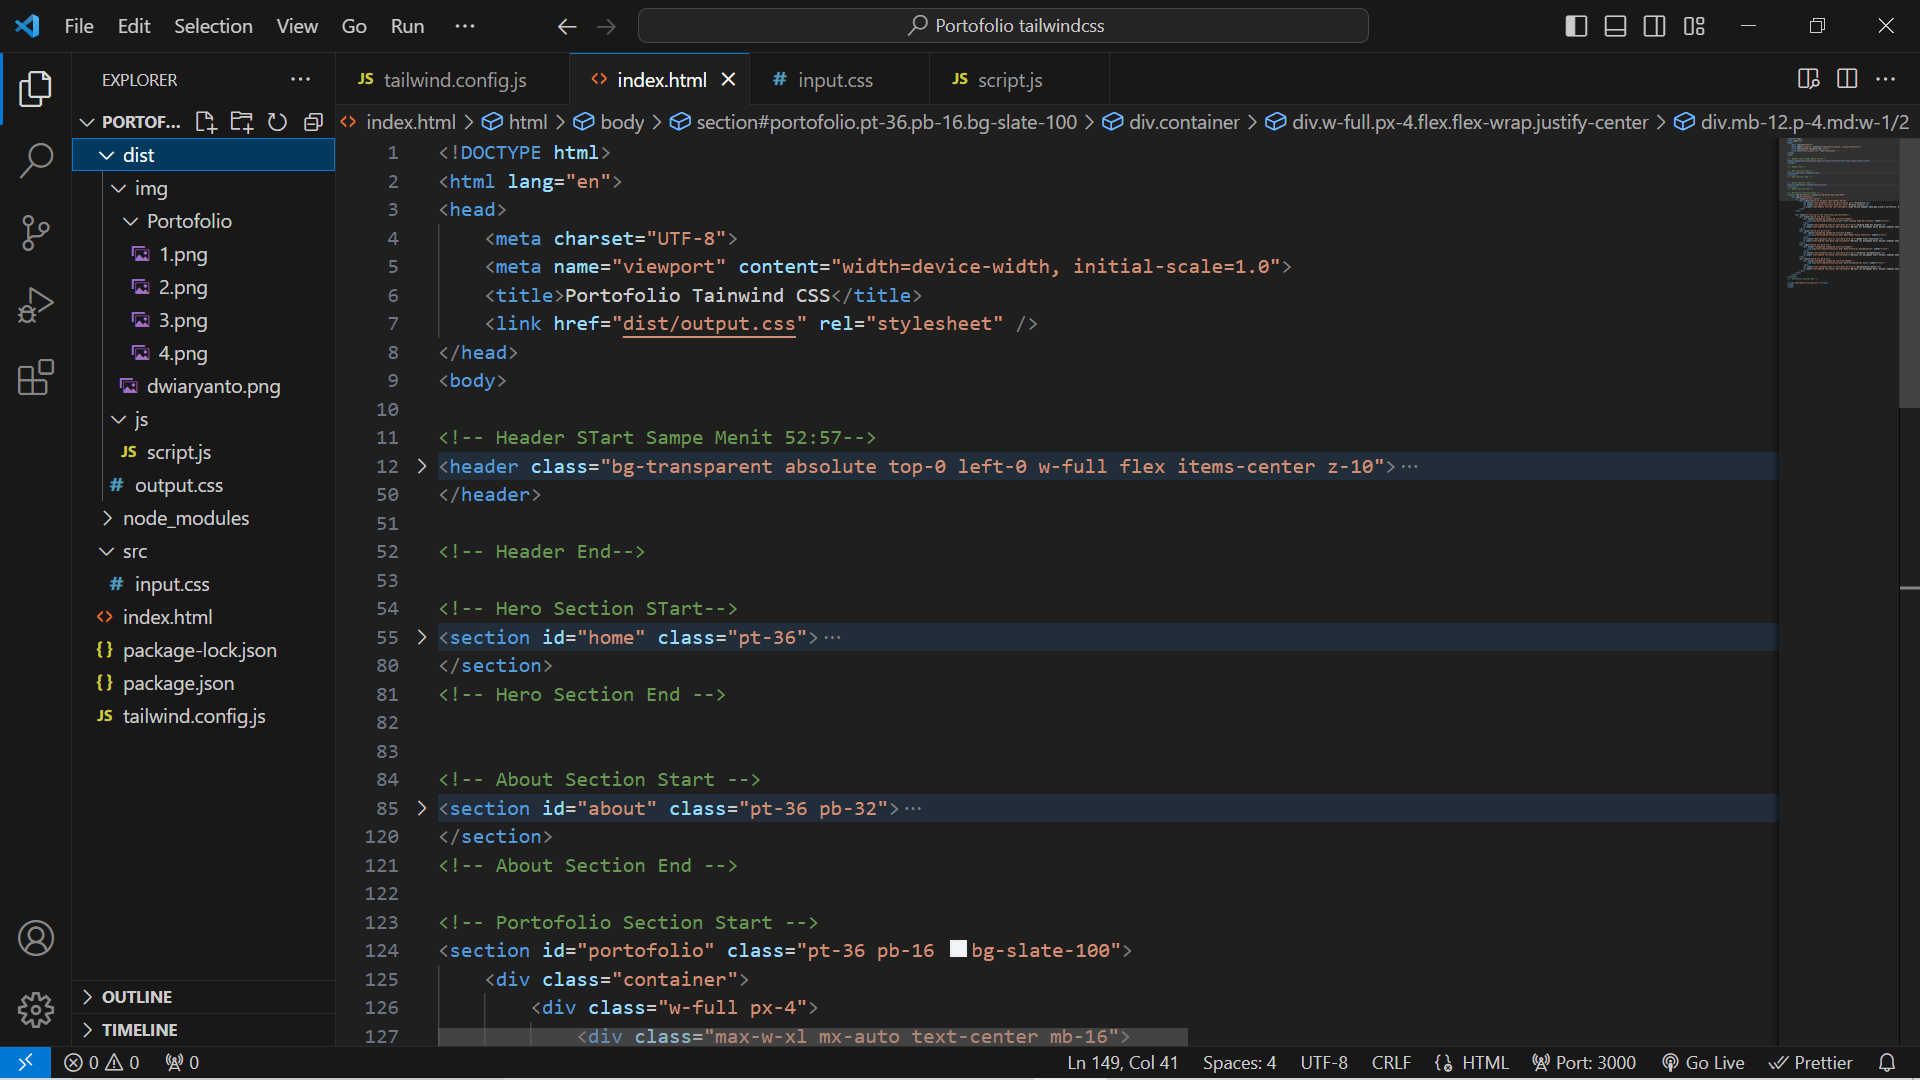 File Edit Selection View Go Run ··· Portofolio tailwindcss
EXPLORER ···
JS tailwind.config.js <> index.html # input.css JS script.js ···
PORTOF...
<> index.html > html > body > section#portofolio.pt-36.pb-16.bg-slate-100 > div.container > div.w-full.px-4.flex.flex-wrap.justify-center > div.mb-12.p-4.md:w-1/2
dist
img
Portofolio
1.png
2.png
3.png
4.png
dwiaryanto.png
js
JS script.js
# output.css
node_modules
src
# input.css
<> index.html
{} package-lock.json
{} package.json
JS tailwind.config.js
OUTLINE
TIMELINE
1 <!DOCTYPE html>
2 <html lang="en">
3 <head>
4 <meta charset="UTF-8">
5 <meta name="viewport" content="width=device-width, initial-scale=1.0">
6 <title>Portofolio Tainwind CSS</title>
7 <link href="dist/output.css" rel="stylesheet" />
8 </head>
9 <body>
10
11 <!-- Header STart Sampe Menit 52:57-->
12 <header class="bg-transparent absolute top-0 left-0 w-full flex items-center z-10">···
50 </header>
51
52 <!-- Header End-->
53
54 <!-- Hero Section STart-->
55 <section id="home" class="pt-36">···
80 </section>
81 <!-- Hero Section End -->
82
83
84 <!-- About Section Start -->
85 <section id="about" class="pt-36 pb-32">···
120 </section>
121 <!-- About Section End -->
122
123 <!-- Portofolio Section Start -->
124 <section id="portofolio" class="pt-36 pb-16 bg-slate-100">
125 <div class="container">
126 <div class="w-full px-4">
127 <div class="max-w-xl mx-auto text-center mb-16">
0 0 0 Ln 149, Col 41 Spaces: 4 UTF-8 CRLF {} HTML Port: 3000 Go Live Prettier